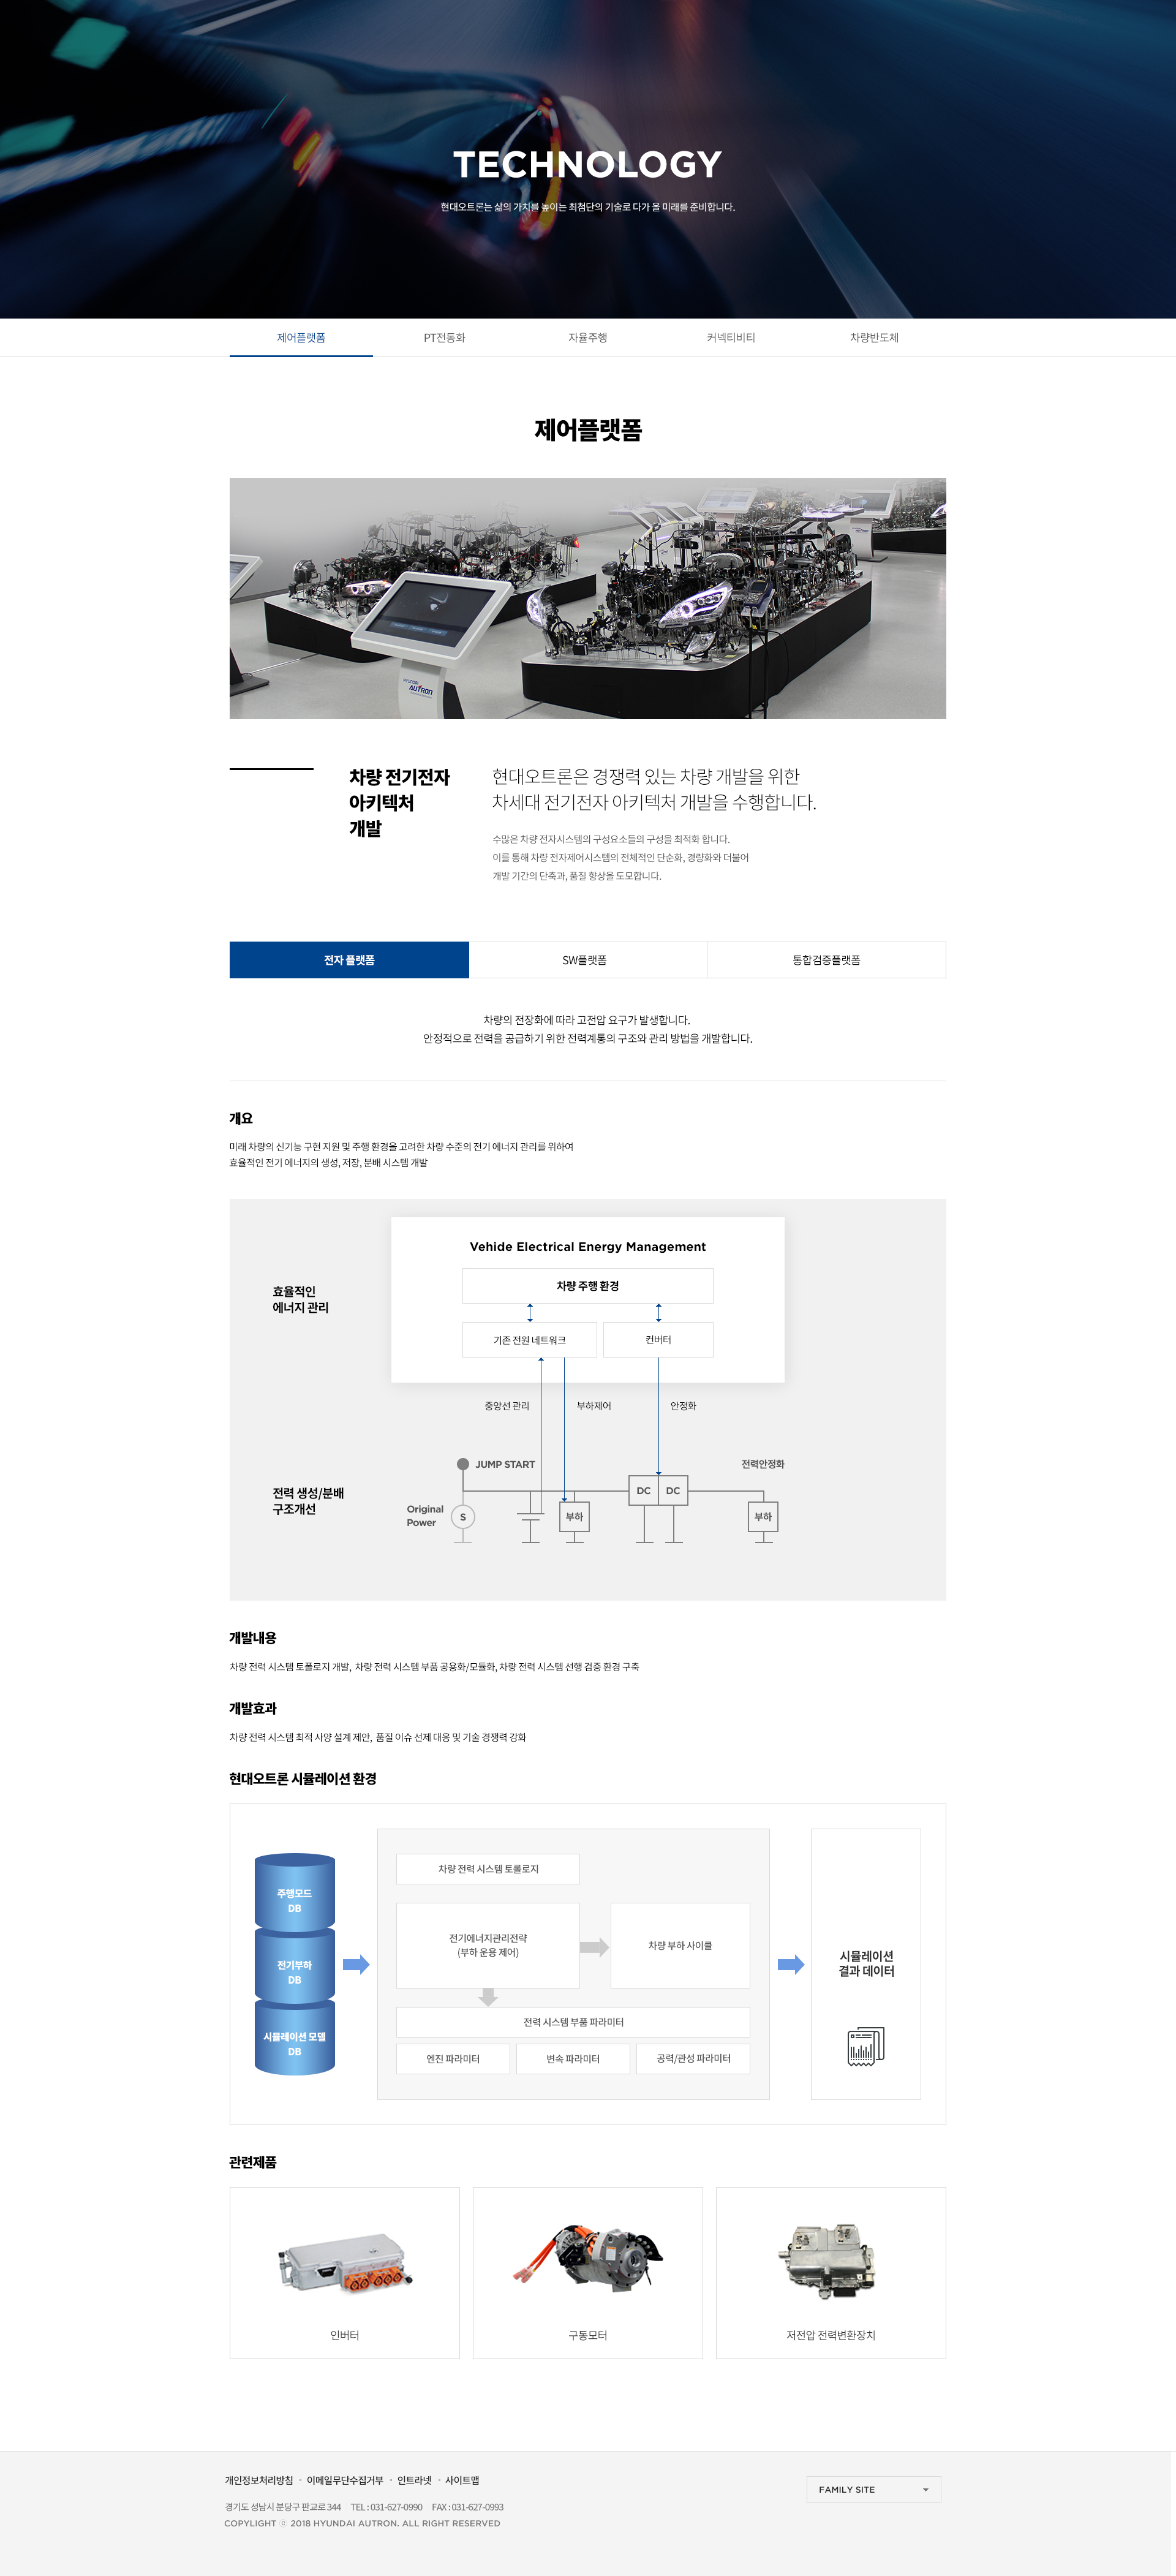 TECHNOLOGY
현대오트론는 삶의 가치를 높이는 최첨단의 기술로 다가 올 미래를 준비합니다.
제어플랫폼
PT전동화
자율주행
커넥티비티
차량반도체
제어플랫폼
HYUNDAI
AUTRON
차량 전기전자
아키텍처
개발
현대오트론은 경쟁력 있는 차량 개발을 위한
차세대 전기전자 아키텍처 개발을 수행합니다.
수많은 차량 전자시스템의 구성요소들의 구성을 최적화 합니다.
이를 통해 차량 전자제어시스템의 전체적인 단순화, 경량화와 더불어
개발 기간의 단축과, 품질 향상을 도모합니다.
전자 플랫폼
SW플랫폼
통합검증플랫폼
차량의 전장화에 따라 고전압 요구가 발생합니다.
안정적으로 전력을 공급하기 위한 전력계통의 구조와 관리 방법을 개발합니다.
개요
미래 차량의 신기능 구현 지원 및 주행 환경을 고려한 차량 수준의 전기 에너지 관리를 위하여
효율적인 전기 에너지의 생성, 저장, 분배 시스템 개발
Vehide Electrical Energy Management
차량 주행 환경
효율적인
에너지 관리
기존 전원 네트워크
컨버터
중앙선 관리
부하제어
안정화
JUMP START
전력안정화
전력 생성/분배
구조개선
DC
DC
Original
Power
S
부하
부하
개발내용
차량 전력 시스템 토폴로지 개발, 차량 전력 시스템 부품 공용화/모듈화, 차량 전력 시스템 선행 검증 환경 구축
개발효과
차량 전력 시스템 최적 사양 설계 제안, 품질 이슈 선제 대응 및 기술 경쟁력 강화
현대오트론 시뮬레이션 환경
주행모드
DB
전기부하
DB
시뮬레이션 모델
DB
차량 전력 시스템 토롤로지
전기에너지관리전략
(부하 운용 제어)
차량 부하 사이클
전력 시스템 부품 파라미터
엔진 파라미터
변속 파라미터
공력/관성 파라미터
시뮬레이션
결과 데이터
관련제품
인버터
구동모터
저전압 전력변환장치
개인정보처리방침 · 이메일무단수집거부 · 인트라넷 · 사이트맵
경기도 성남시 분당구 판교로 344 TEL : 031-627-0990 FAX : 031-627-0993
COPYLIGHT ⓒ 2018 HYUNDAI AUTRON. ALL RIGHT RESERVED
FAMILY SITE